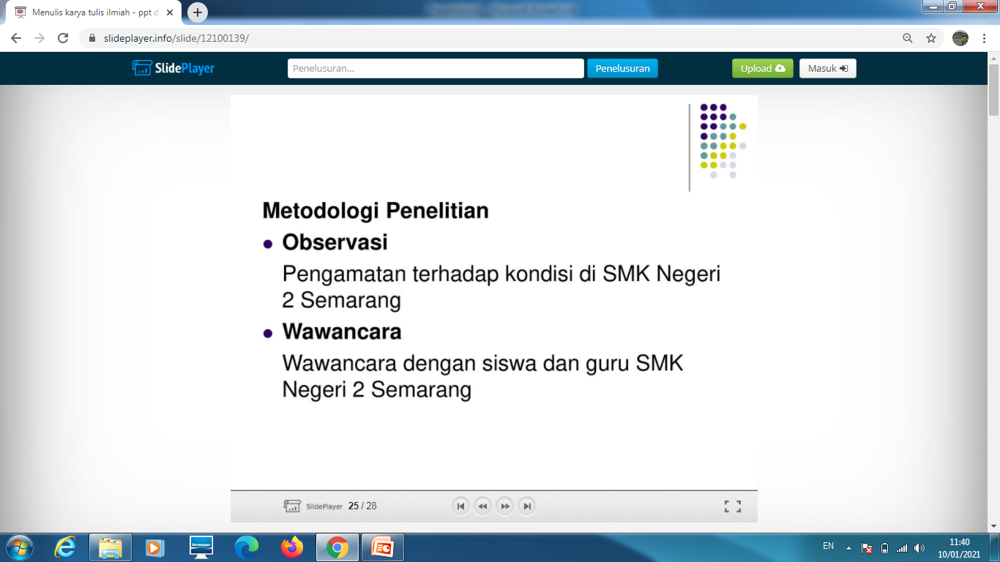 Menulis karya tulis ilmiah - ppt d
slideplayer.info/slide/12100139/
SlidePlayer
Penelusuran...
Penelusuran
Upload
Masuk
Metodologi Penelitian
Observasi
Pengamatan terhadap kondisi di SMK Negeri
2 Semarang
Wawancara
Wawancara dengan siswa dan guru SMK
Negeri 2 Semarang
SlidePlayer 25 / 28
lenovo
EN
11:40
10/01/2021